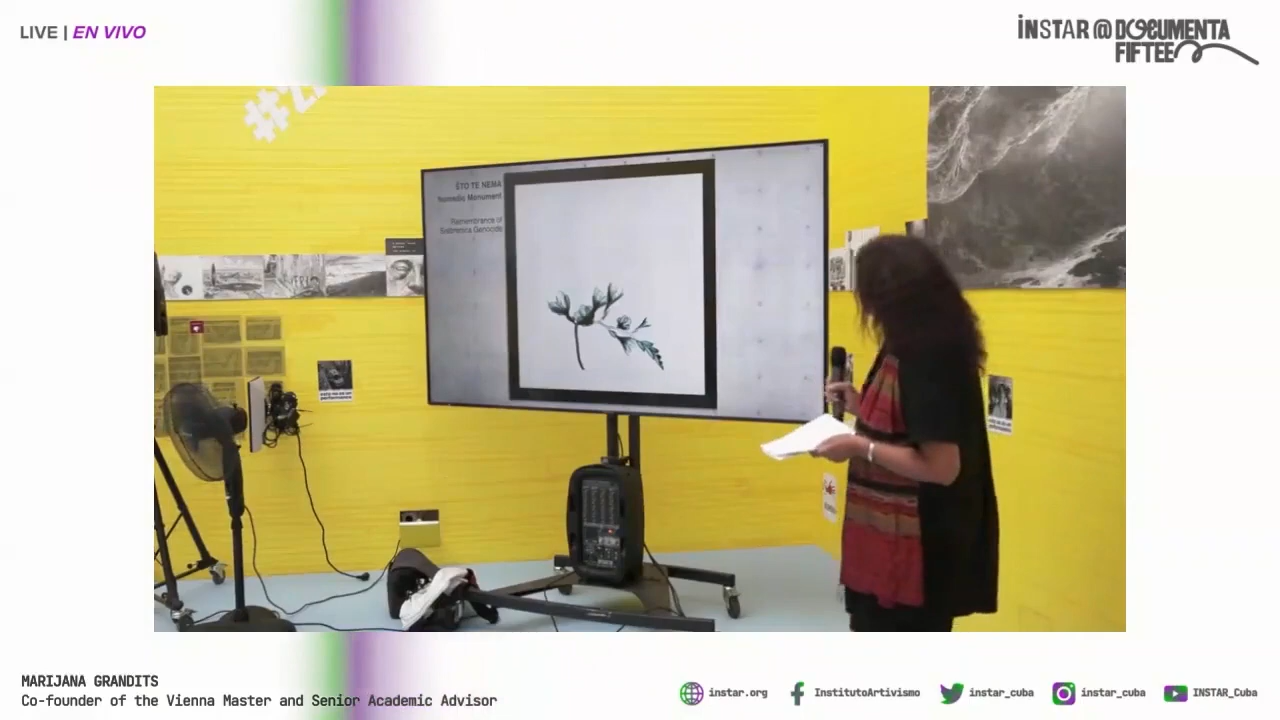 LIVE | EN VIVO
INSTAR @ DOCUMENTA
FIFTEEN
#27
ŠTO TE NEMA
Nomadic Monument
Remembrance of
Srebrenica Genocide
MARIJANA GRANDITS
Co-founder of the Vienna Master and Senior Academic Advisor
instar.org
InstitutoArtivismo
instar_cuba
instar_cuba
INSTAR_Cuba